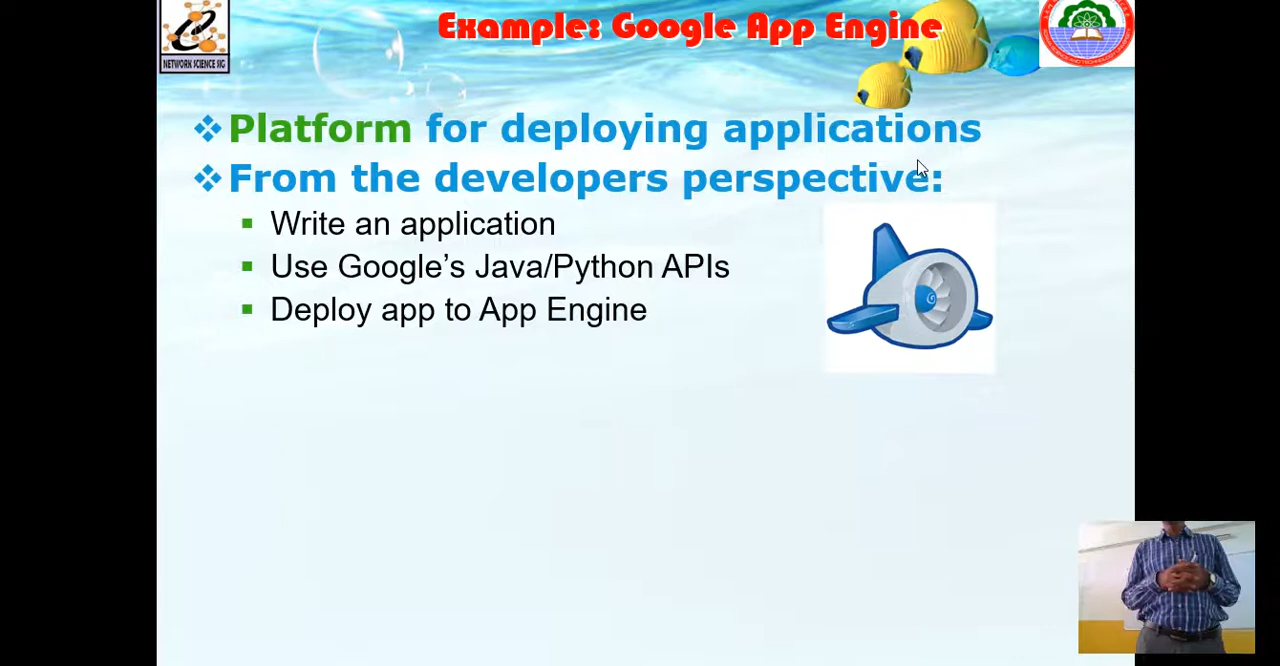 Example: Google App Engine
NETWORK SCIENCE SIG
Platform for deploying applications
From the developers perspective:
Write an application
Use Google's Java/Python APIs
Deploy app to App Engine